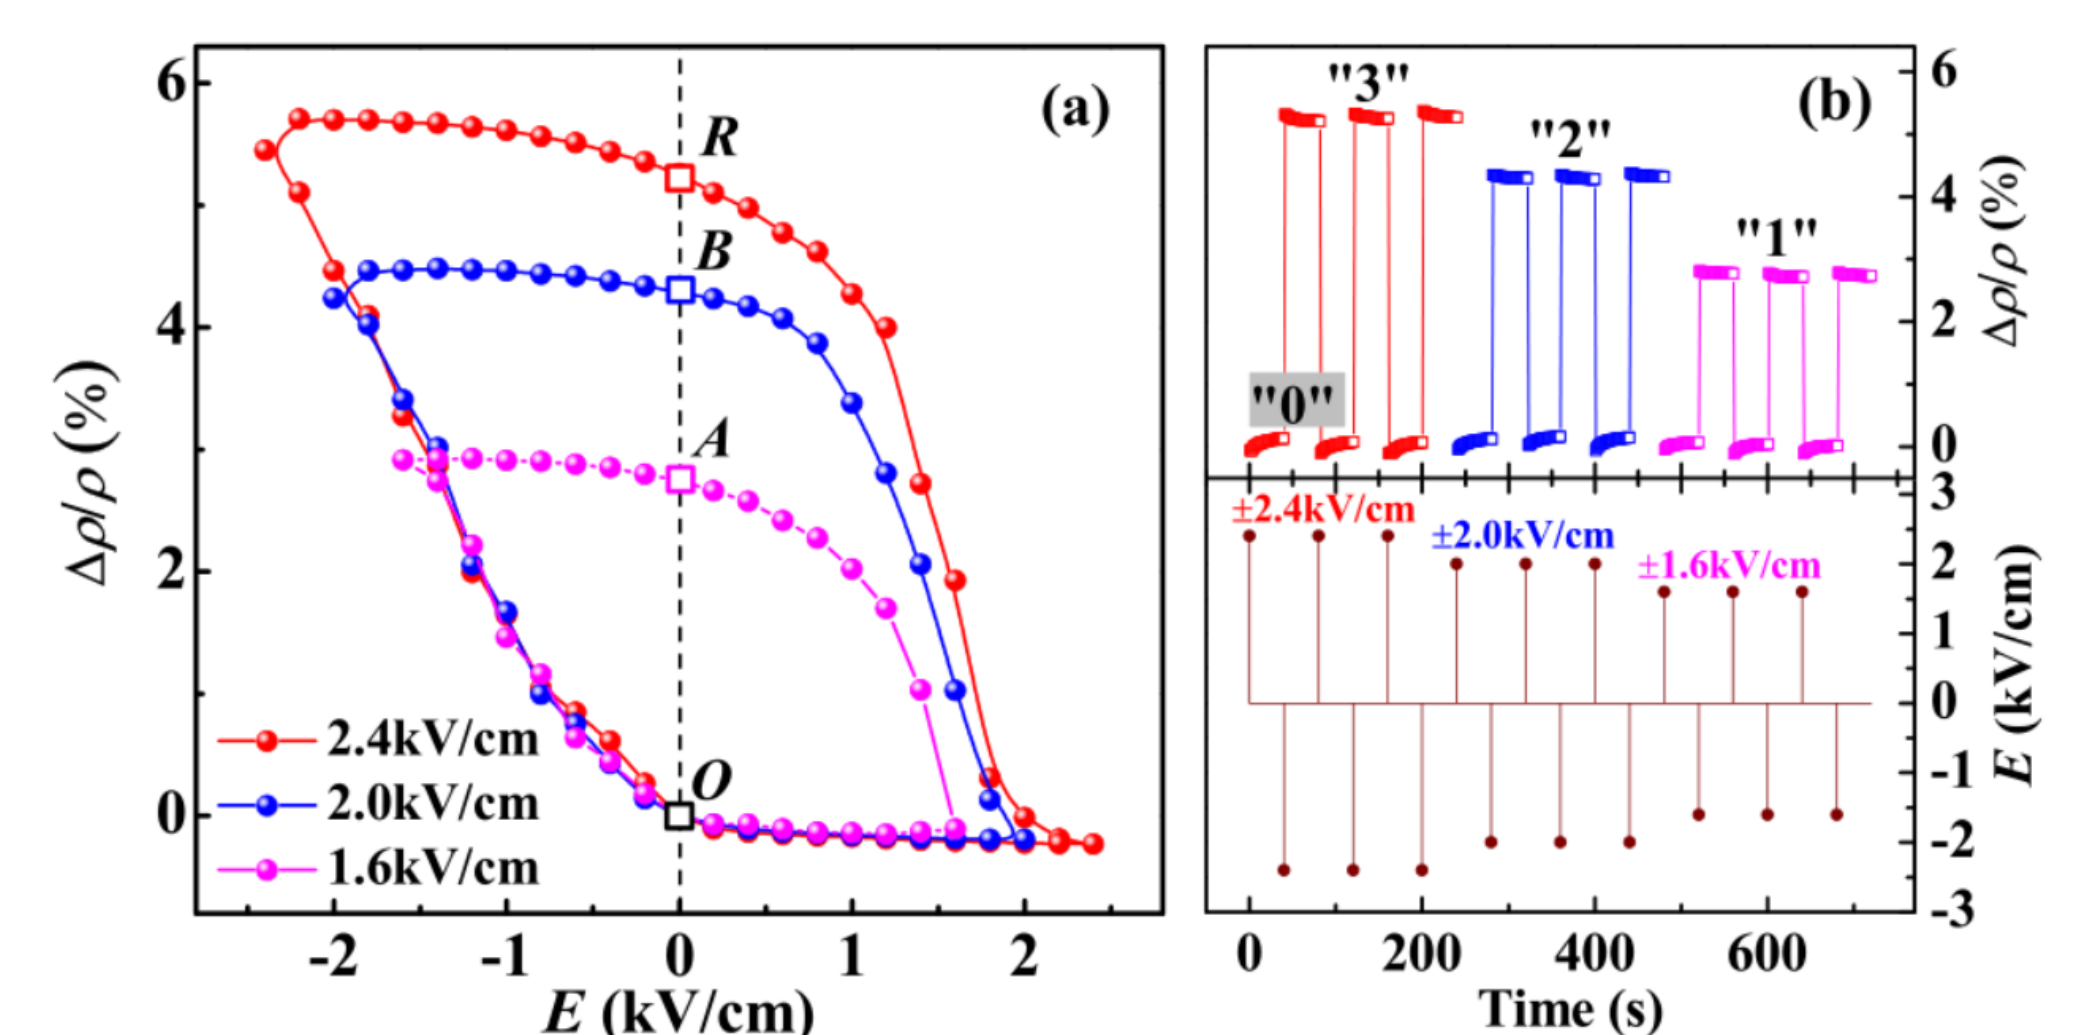 (a)
6
4
2
0
Δρ/ρ (%)
R
B
A
O
2.4kV/cm
2.0kV/cm
1.6kV/cm
-2 -1 0 1 2
E (kV/cm)
(b)
"3"
"2"
"1"
"0"
6
4
2
0
Δρ/ρ (%)
±2.4kV/cm
±2.0kV/cm
±1.6kV/cm
3
2
1
0
-1
-2
-3
E (kV/cm)
0 200 400 600
Time (s)